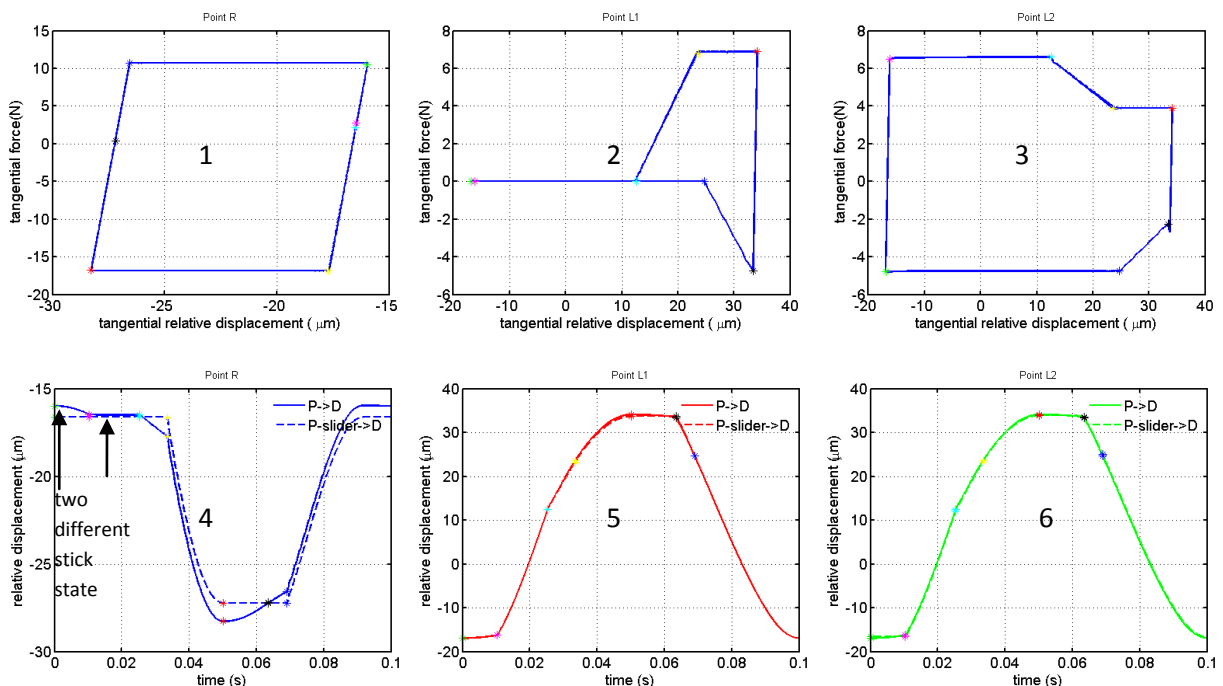 Point R
15
10
5
0
-5
-10
-15
-20
-30 -25 -20 -15
tangential force(N)
tangential relative displacement ( μm)
1
Point L1
8
6
4
2
0
-2
-4
-6
-20 -10 0 10 20 30 40
tangential force(N)
tangential relative displacement ( μm)
2
Point L2
8
6
4
2
0
-2
-4
-6
-20 -10 0 10 20 30 40
tangential force(N)
tangential relative displacement ( μm)
3
Point R
-15
-20
-25
-30
0 0.02 0.04 0.06 0.08 0.1
relative displacement (μm)
time (s)
P->D
P-slider->D
two
different
stick
state
4
Point L1
40
30
20
10
0
-10
-20
0 0.02 0.04 0.06 0.08 0.1
relative displacement (μm)
time (s)
P->D
P-slider->D
5
Point L2
40
30
20
10
0
-10
-20
0 0.02 0.04 0.06 0.08 0.1
relative displacement (μm)
time (s)
P->D
P-slider->D
6